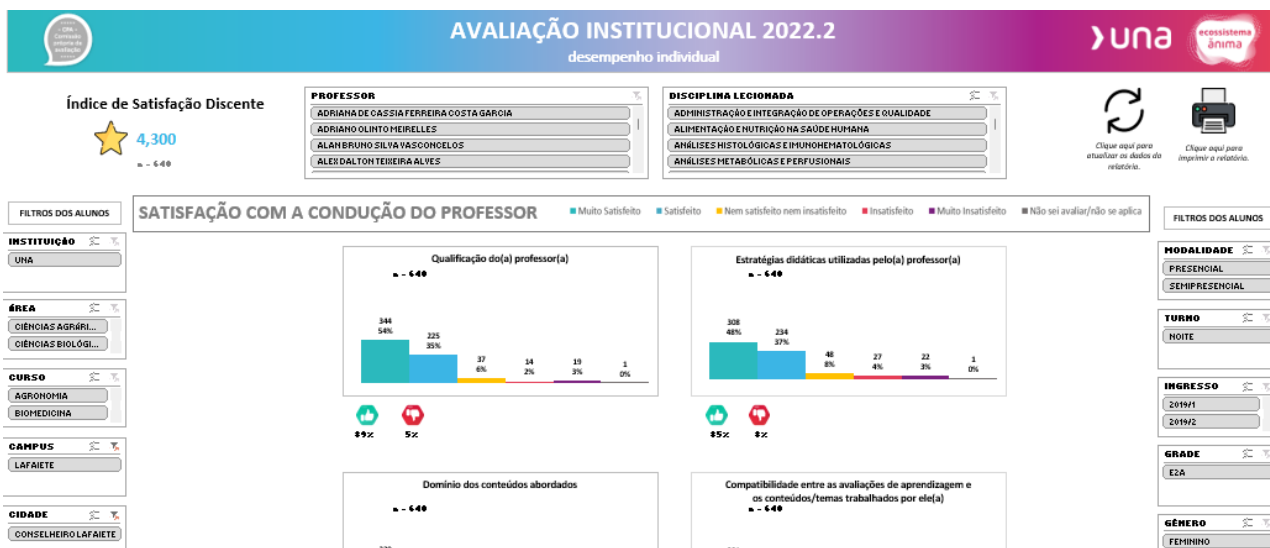 - CPA -
Comissão
própria de
avaliação
AVALIAÇÃO INSTITUCIONAL 2022.2
desempenho individual
una
ecossistema
ânima
Índice de Satisfação Discente
4,300
n - 640
PROFESSOR
ADRIANA DE CASSIA FERREIRA COSTA GARCIA
ADRIANO OLINTO MEIRELLES
ALAN BRUNO SILVA VASCONCELOS
ALEX DALTON TEIXEIRA ALVES
DISCIPLINA LECIONADA
ADMINISTRAÇÃO E INTEGRAÇÃO DE OPERAÇÕES E QUALIDADE
ALIMENTAÇÃO E NUTRIÇÃO NA SAÚDE HUMANA
ANÁLISES HISTOLÓGICAS E IMUNOHEMATOLÓGICAS
ANÁLISES METABÓLICAS E PERFUSIONAIS
Clique aqui para
atualizar os dados do
relatório.
Clique aqui para
imprimir o relatório.
FILTROS DOS ALUNOS
SATISFAÇÃO COM A CONDUÇÃO DO PROFESSOR
Muito Satisfeito
Satisfeito
Nem satisfeito nem insatisfeito
Insatisfeito
Muito Insatisfeito
Não sei avaliar/não se aplica
FILTROS DOS ALUNOS
INSTITUIÇÃO
UNA
ÁREA
CIÊNCIAS AGRÁRI...
CIÊNCIAS BIOLÓGI...
CURSO
AGRONOMIA
BIOMEDICINA
CAMPUS
LAFAIETE
CIDADE
CONSELHEIRO LAFAIETE
Qualificação do(a) professor(a)
n - 640
344
54%
225
35%
37
6%
14
2%
19
3%
1
0%
89%
5%
Estratégias didáticas utilizadas pelo(a) professor(a)
n - 640
308
48%
234
37%
48
8%
27
4%
22
3%
1
0%
85%
8%
Domínio dos conteúdos abordados
n - 640
Compatibilidade entre as avaliações de aprendizagem e
os conteúdos/temas trabalhados por ele(a)
n - 640
MODALIDADE
PRESENCIAL
SEMIPRESENCIAL
TURNO
NOITE
INGRESSO
2019/1
2019/2
GRADE
E2A
GÊNERO
FEMININO